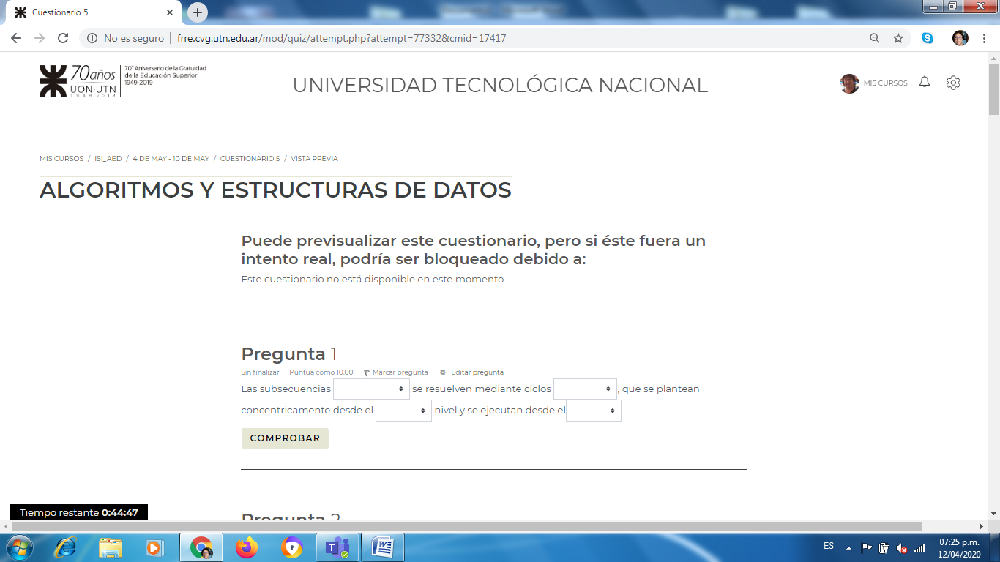 Cuestionario 5
No es seguro
frre.cvg.utn.edu.ar/mod/quiz/attempt.php?attempt=77332&cmid=17417
70años
UON·UTN
1948 2018
70° Aniversario de la Gratuidad
de la Educación Superior
1949-2019
UNIVERSIDAD TECNOLÓGICA NACIONAL
MIS CURSOS
MIS CURSOS / ISI_AED / 4 DE MAY - 10 DE MAY / CUESTIONARIO 5 / VISTA PREVIA
ALGORITMOS Y ESTRUCTURAS DE DATOS
Puede previsualizar este cuestionario, pero si éste fuera un
intento real, podría ser bloqueado debido a:
Este cuestionario no está disponible en este momento
Pregunta 1
Sin finalizar Puntúa como 10,00 Marcar pregunta Editar pregunta
Las subsecuencias se resuelven mediante ciclos , que se plantean
concentricamente desde el nivel y se ejecutan desde el .
COMPROBAR
Pregunta 2
Tiempo restante 0:44:47
ES
07:25 p.m.
12/04/2020